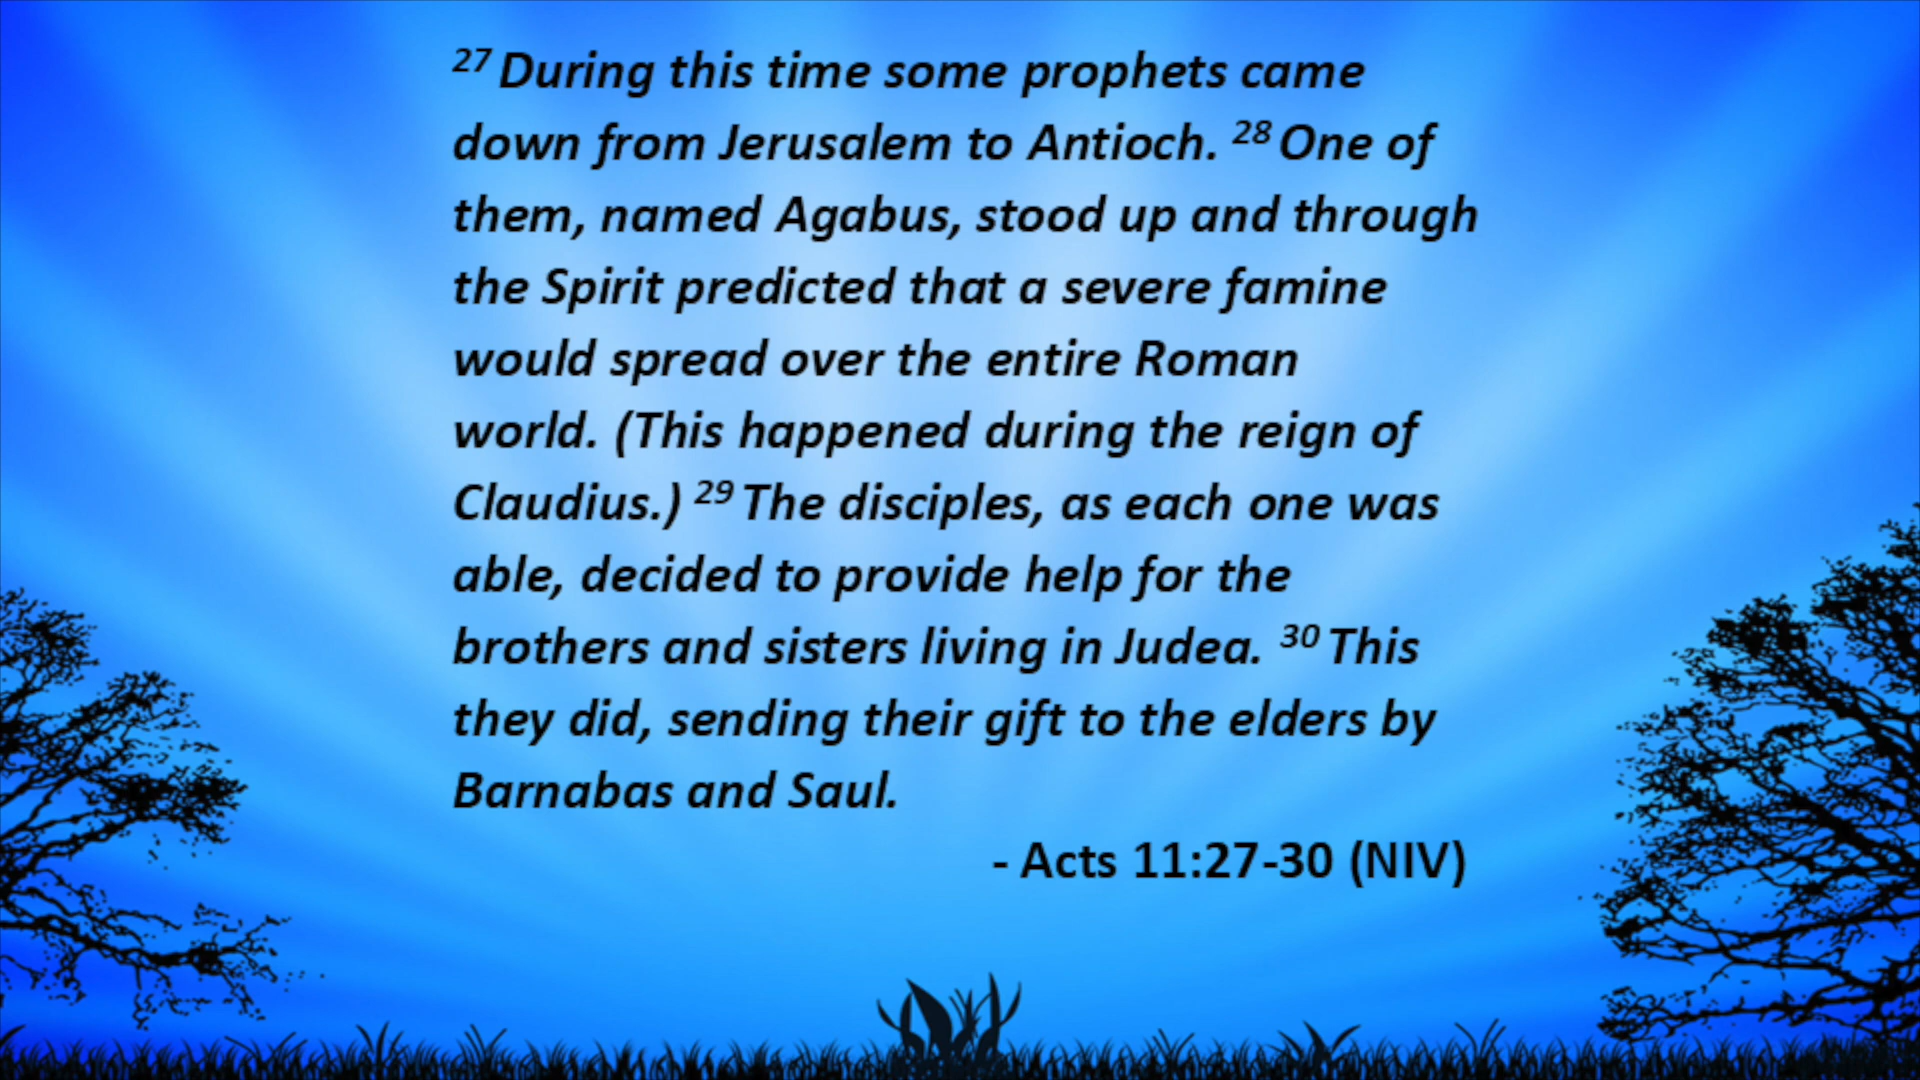 27 During this time some prophets came
down from Jerusalem to Antioch. 28 One of
them, named Agabus, stood up and through
the Spirit predicted that a severe famine
would spread over the entire Roman
world. (This happened during the reign of
Claudius.) 29 The disciples, as each one was
able, decided to provide help for the
brothers and sisters living in Judea. 30 This
they did, sending their gift to the elders by
Barnabas and Saul.
- Acts 11:27-30 (NIV)